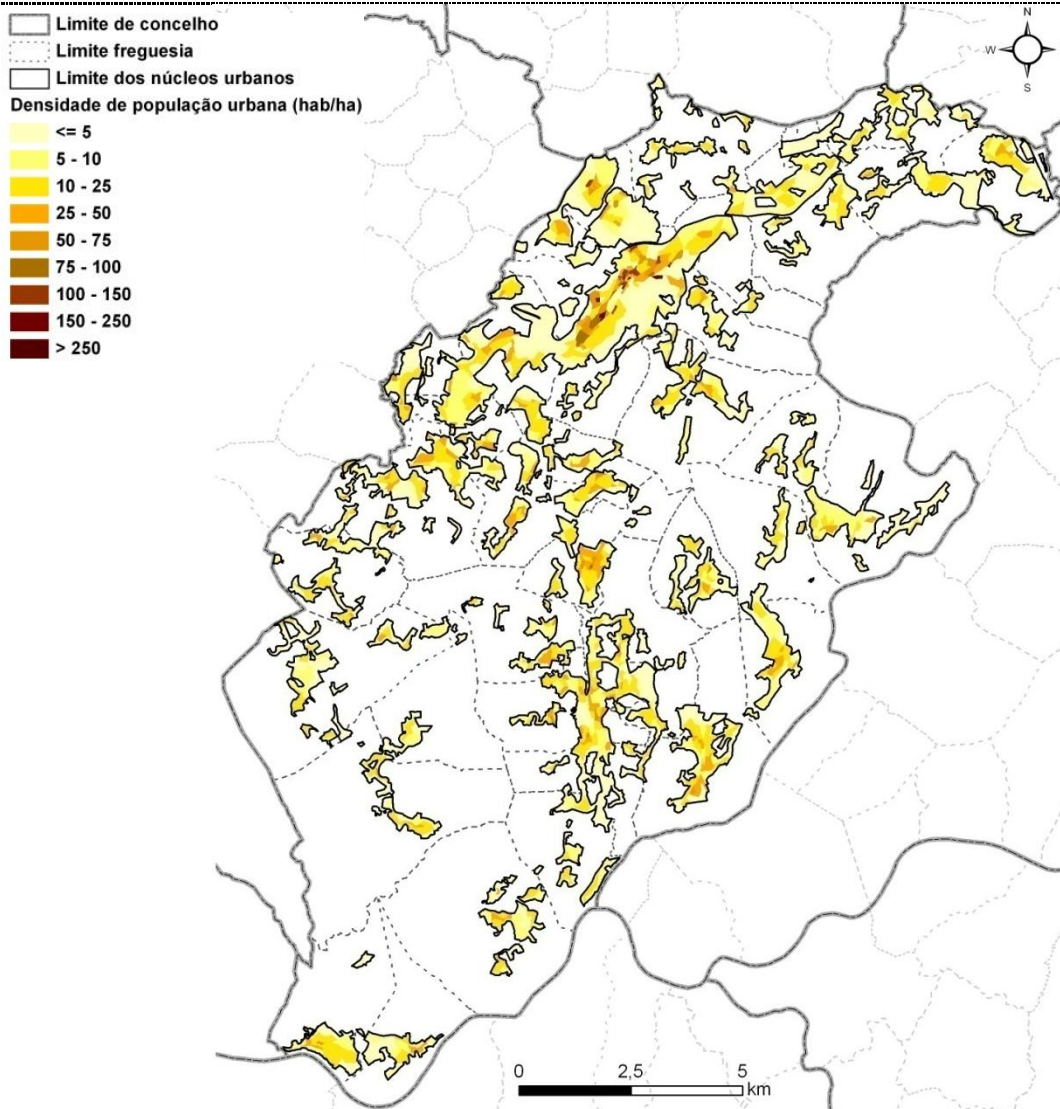 Limite de concelho
Limite freguesia
Limite dos núcleos urbanos
Densidade de população urbana (hab/ha)
<= 5
5 - 10
10 - 25
25 - 50
50 - 75
75 - 100
100 - 150
150 - 250
> 250
N
W E
S
0 2,5 5
km